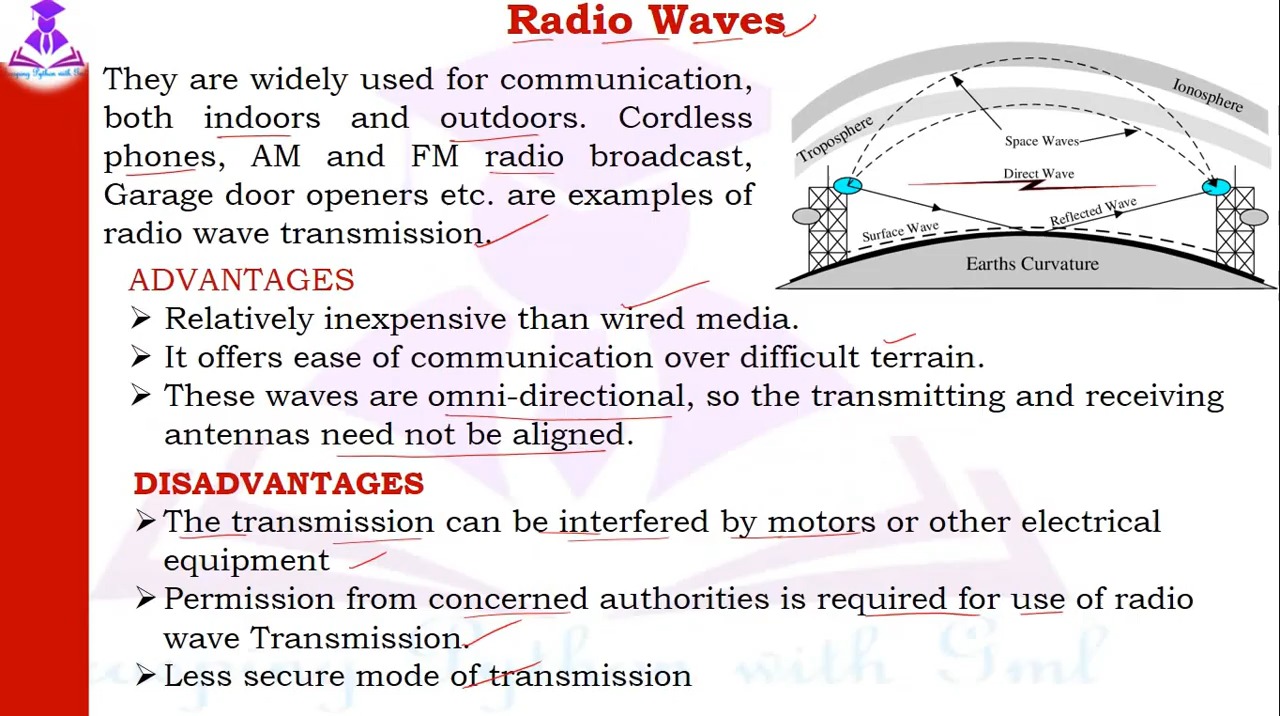 Radio Waves
They are widely used for communication,
both indoors and outdoors. Cordless
phones, AM and FM radio broadcast,
Garage door openers etc. are examples of
radio wave transmission.
Ionosphere
Troposphere
Space Waves
Direct Wave
Reflected Wave
Surface Wave
Earths Curvature
ADVANTAGES
➢ Relatively inexpensive than wired media.
➢ It offers ease of communication over difficult terrain.
➢ These waves are omni-directional, so the transmitting and receiving
antennas need not be aligned.
DISADVANTAGES
➢ The transmission can be interfered by motors or other electrical
equipment
➢ Permission from concerned authorities is required for use of radio
wave Transmission.
➢ Less secure mode of transmission
Python with Gml